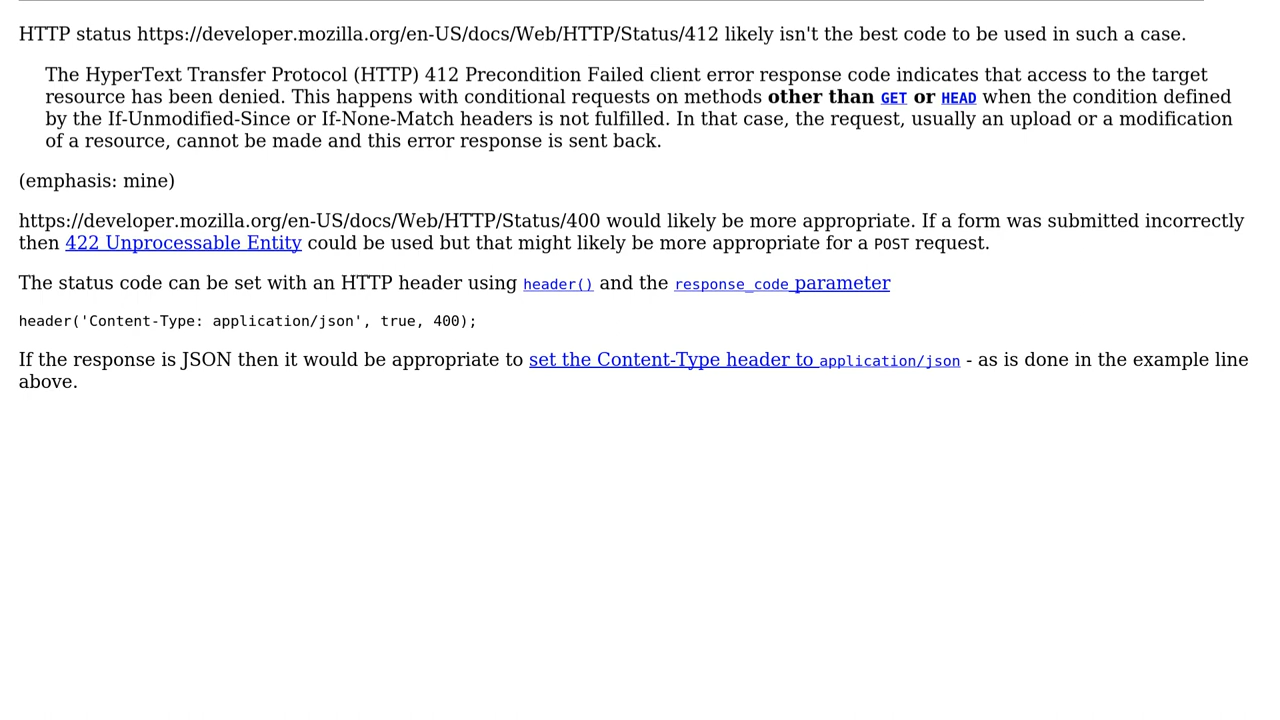 HTTP status https://developer.mozilla.org/en-US/docs/Web/HTTP/Status/412 likely isn't the best code to be used in such a case.
The HyperText Transfer Protocol (HTTP) 412 Precondition Failed client error response code indicates that access to the target
resource has been denied. This happens with conditional requests on methods other than GET or HEAD when the condition defined
by the If-Unmodified-Since or If-None-Match headers is not fulfilled. In that case, the request, usually an upload or a modification
of a resource, cannot be made and this error response is sent back.
(emphasis: mine)
https://developer.mozilla.org/en-US/docs/Web/HTTP/Status/400 would likely be more appropriate. If a form was submitted incorrectly
then 422 Unprocessable Entity could be used but that might likely be more appropriate for a POST request.
The status code can be set with an HTTP header using header() and the response_code parameter
header('Content-Type: application/json', true, 400);
If the response is JSON then it would be appropriate to set the Content-Type header to application/json - as is done in the example line
above.